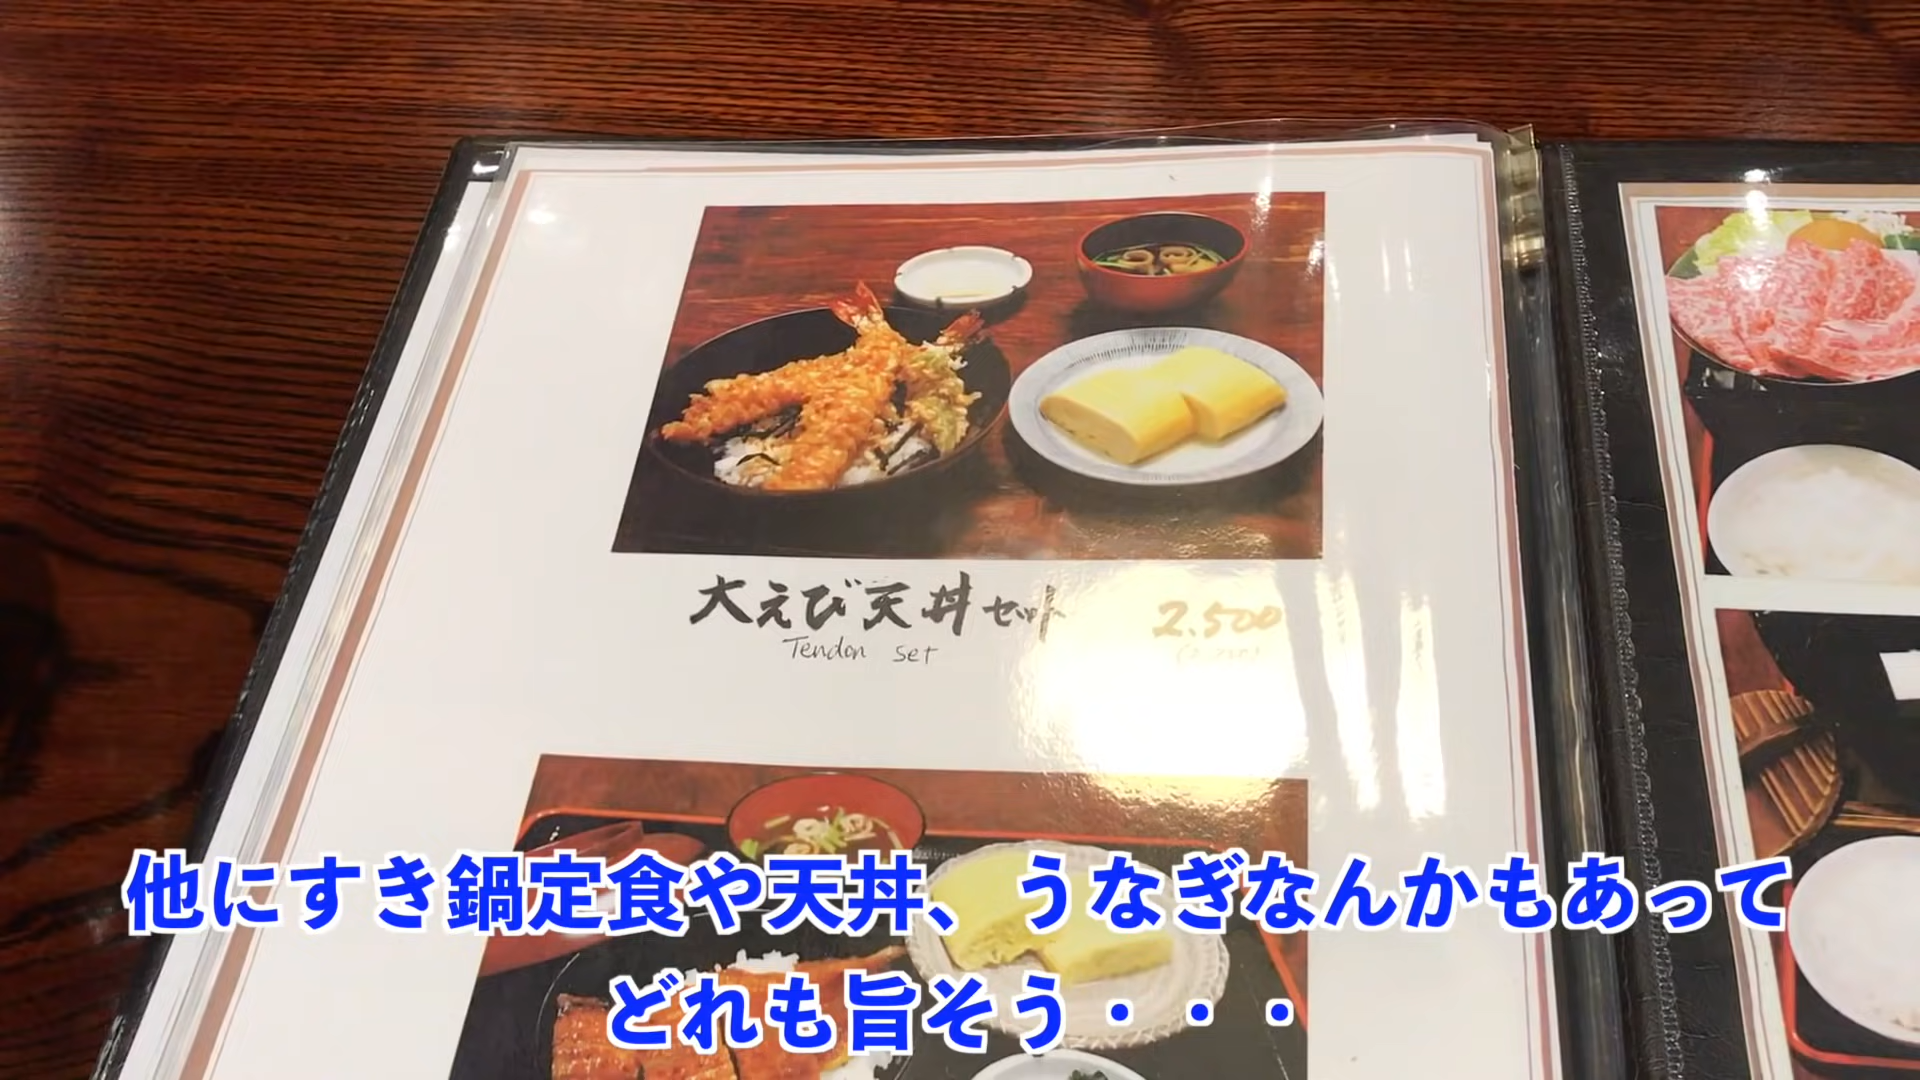 大えび天丼セット 2,500
Tendon set
他にすき鍋定食や天丼、うなぎなんかもあって
どれも旨そう・・・